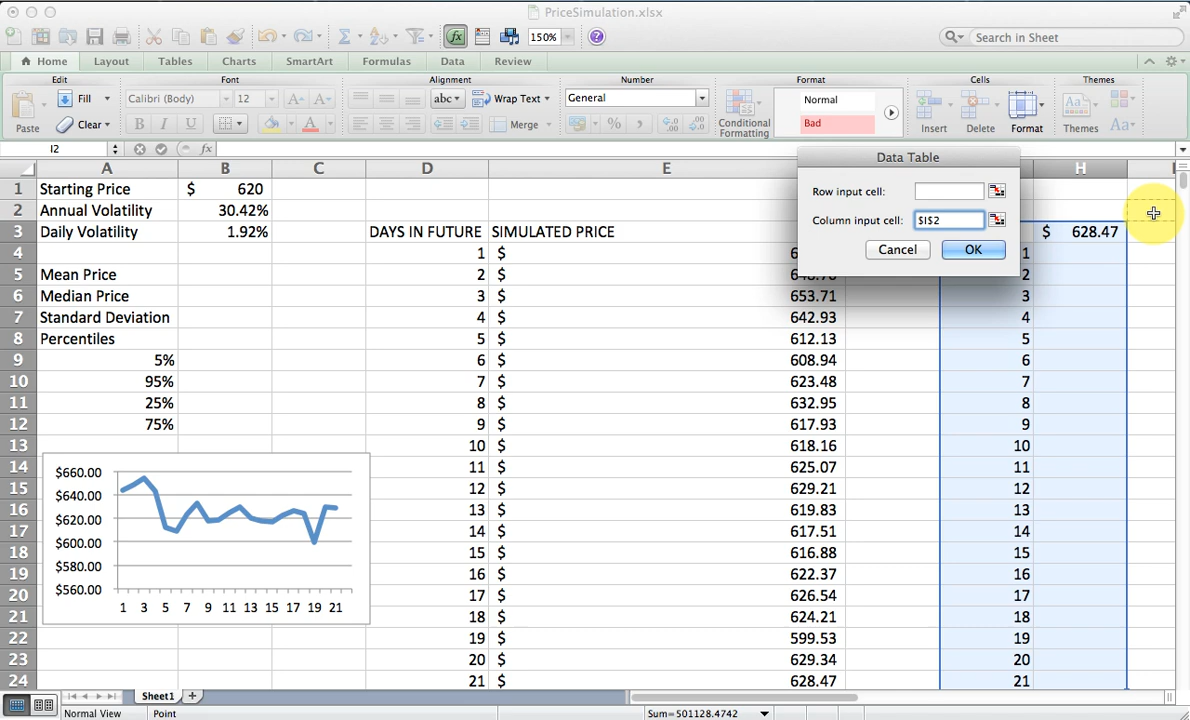 PriceSimulation.xlsx
150%
Search in Sheet
Home Layout Tables Charts SmartArt Formulas Data Review
Edit Font Alignment Number Format Cells Themes
Fill Calibri (Body) 12 abc Wrap Text General Normal
Paste Clear B I U Merge % Conditional Formatting Bad Insert Delete Format Themes Aa
I2 fx
A B C D E H
Data Table
Row input cell:
Column input cell: $I$2
Cancel OK
1 Starting Price $ 620
2 Annual Volatility 30.42%
3 Daily Volatility 1.92% DAYS IN FUTURE SIMULATED PRICE $ 628.47
4 1 $ 1
5 Mean Price 2 $ 2
6 Median Price 3 $ 653.71 3
7 Standard Deviation 4 $ 642.93 4
8 Percentiles 5 $ 612.13 5
9 5% 6 $ 608.94 6
10 95% 7 $ 623.48 7
11 25% 8 $ 632.95 8
12 75% 9 $ 617.93 9
13 10 $ 618.16 10
14 11 $ 625.07 11
15 12 $ 629.21 12
16 13 $ 619.83 13
17 14 $ 617.51 14
18 15 $ 616.88 15
19 16 $ 622.37 16
20 17 $ 626.54 17
21 18 $ 624.21 18
22 19 $ 599.53 19
23 20 $ 629.34 20
24 21 $ 628.47 21
$660.00
$640.00
$620.00
$600.00
$580.00
$560.00
1 3 5 7 9 11 13 15 17 19 21
Sheet1
Normal View Point Sum=501128.4742